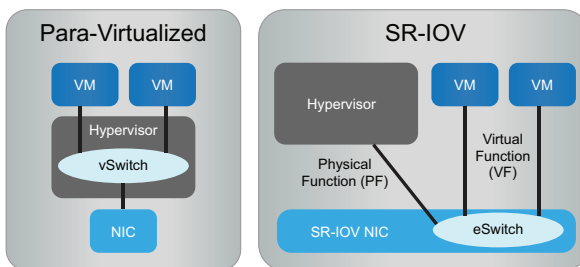 Para-Virtualized
VM VM
Hypervisor
vSwitch
NIC
SR-IOV
Hypervisor
VM VM
Physical
Function (PF)
Virtual
Function
(VF)
SR-IOV NIC
eSwitch